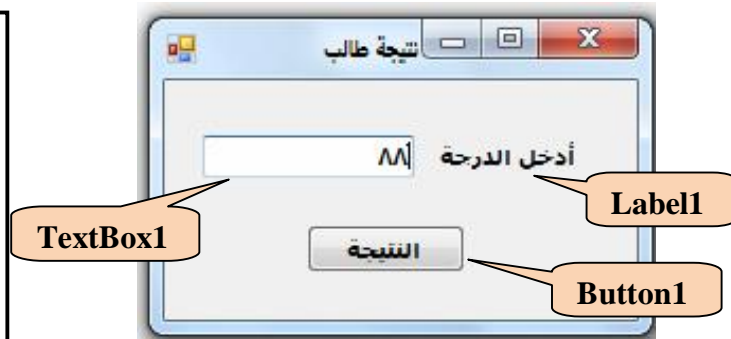 نتيجة طالب
أدخل الدرجة ٨٨
Label1
TextBox1
النتيجة
Button1